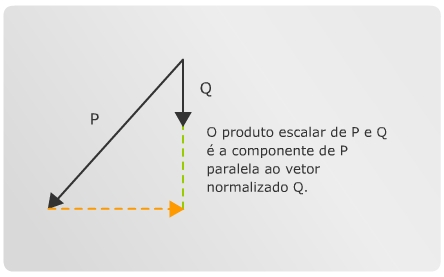 Q
P
O produto escalar de P e Q
é a componente de P
paralela ao vetor
normalizado Q.